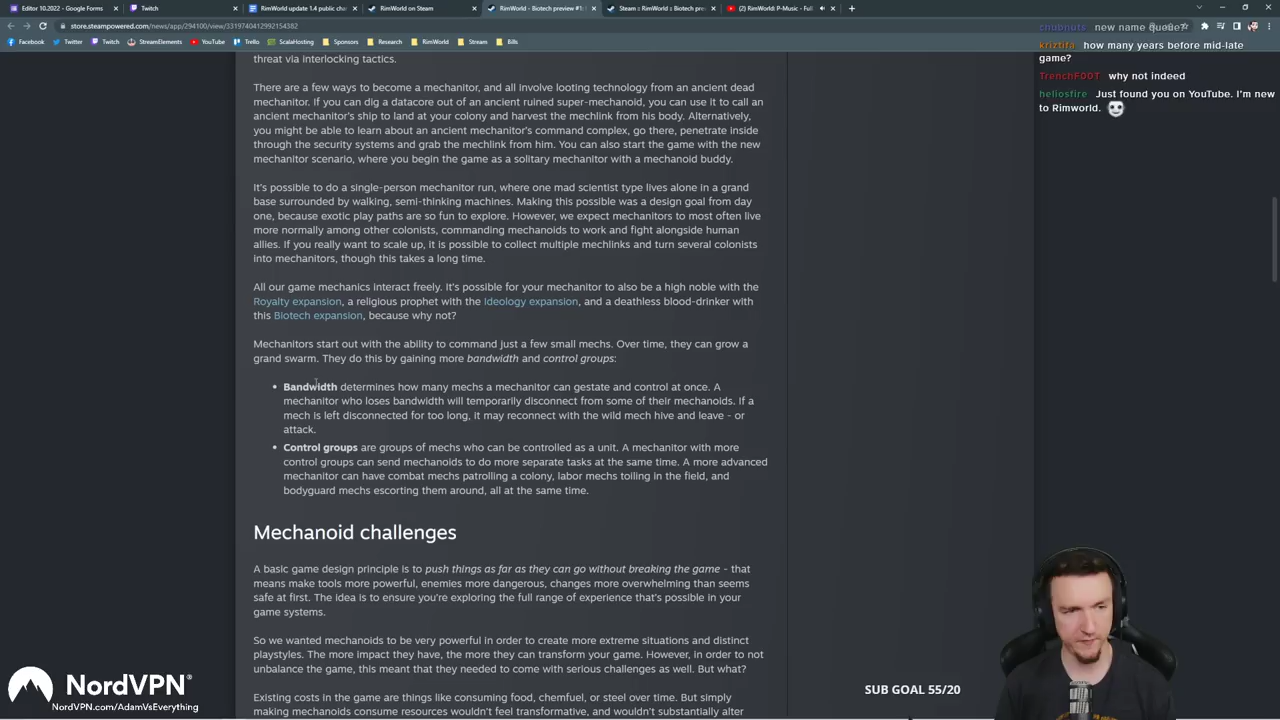 Editor 10.2022 - Google Forms
Twitch
RimWorld update 1.4 public cha
RimWorld on Steam
RimWorld - Biotech preview #1:
Steam :: RimWorld :: Biotech pre
(2) RimWorld: P-Music - Full
store.steampowered.com/news/app/294100/view/3319740412992154382
Facebook
Twitter
Twitch
StreamElements
YouTube
Trello
ScalaHosting
Sponsors
Research
RimWorld
Stream
Bills
new name queue?
kriztifa how many years before mid-late
game?
TrenchF00T why not indeed
heliosfire Just found you on YouTube. I'm new
to Rimworld.
threat via interlocking tactics.
There are a few ways to become a mechanitor, and all involve looting technology from an ancient dead
mechanitor. If you can dig a datacore out of an ancient ruined super-mechanoid, you can use it to call an
ancient mechanitor's ship to land at your colony and harvest the mechlink from his body. Alternatively,
you might be able to learn about an ancient mechanitor's command complex, go there, penetrate inside
through the security systems and grab the mechlink from him. You can also start the game with the new
mechanitor scenario, where you begin the game as a solitary mechanitor with a mechanoid buddy.
It's possible to do a single-person mechanitor run, where one mad scientist type lives alone in a grand
base surrounded by walking, semi-thinking machines. Making this possible was a design goal from day
one, because exotic play paths are so fun to explore. However, we expect mechanitors to most often live
more normally among other colonists, commanding mechanoids to work and fight alongside human
allies. If you really want to scale up, it is possible to collect multiple mechlinks and turn several colonists
into mechanitors, though this takes a long time.
All our game mechanics interact freely. It's possible for your mechanitor to also be a high noble with the
Royalty expansion, a religious prophet with the Ideology expansion, and a deathless blood-drinker with
this Biotech expansion, because why not?
Mechanitors start out with the ability to command just a few small mechs. Over time, they can grow a
grand swarm. They do this by gaining more bandwidth and control groups:
Bandwidth determines how many mechs a mechanitor can gestate and control at once. A
mechanitor who loses bandwidth will temporarily disconnect from some of their mechanoids. If a
mech is left disconnected for too long, it may reconnect with the wild mech hive and leave - or
attack.
Control groups are groups of mechs who can be controlled as a unit. A mechanitor with more
control groups can send mechanoids to do more separate tasks at the same time. A more advanced
mechanitor can have combat mechs patrolling a colony, labor mechs toiling in the field, and
bodyguard mechs escorting them around, all at the same time.
Mechanoid challenges
A basic game design principle is to push things as far as they can go without breaking the game - that
means make tools more powerful, enemies more dangerous, changes more overwhelming than seems
safe at first. The idea is to ensure you're exploring the full range of experience that's possible in your
game systems.
So we wanted mechanoids to be very powerful in order to create more extreme situations and distinct
playstyles. The more impact they have, the more they can transform your game. However, in order to not
unbalance the game, this meant that they needed to come with serious challenges as well. But what?
Existing costs in the game are things like consuming food, chemfuel, or steel over time. But simply
making mechanoids consume resources wouldn't feel transformative, and wouldn't substantially alter
NordVPN®
NORDVPN.com/AdamVsEverything
SUB GOAL 55/20